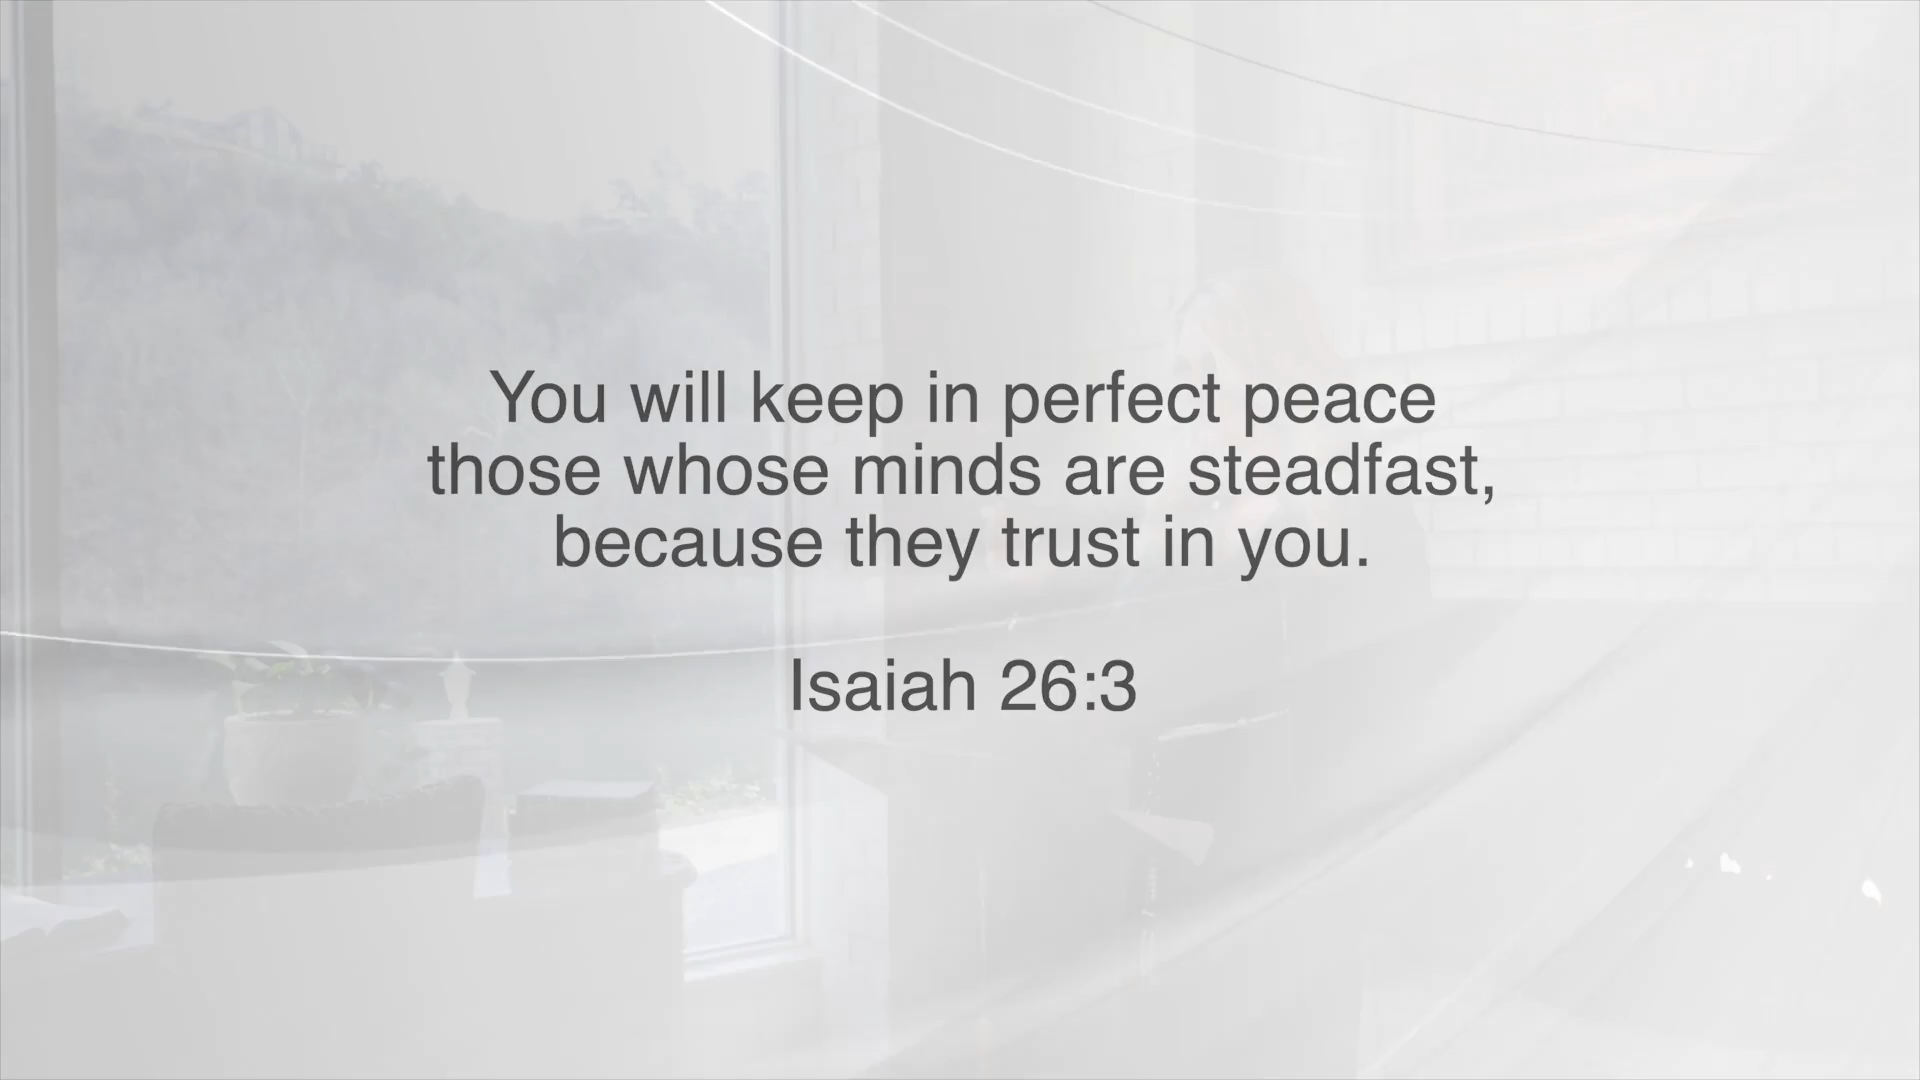 You will keep in perfect peace
those whose minds are steadfast,
because they trust in you.
Isaiah 26:3